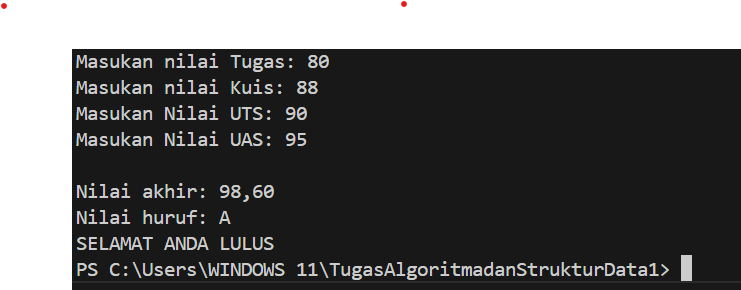 Masukan nilai Tugas: 80
Masukan nilai Kuis: 88
Masukan Nilai UTS: 90
Masukan Nilai UAS: 95
Nilai akhir: 98,60
Nilai huruf: A
SELAMAT ANDA LULUS
PS C:\Users\WINDOWS 11\TugasAlgoritmadanStrukturData1>